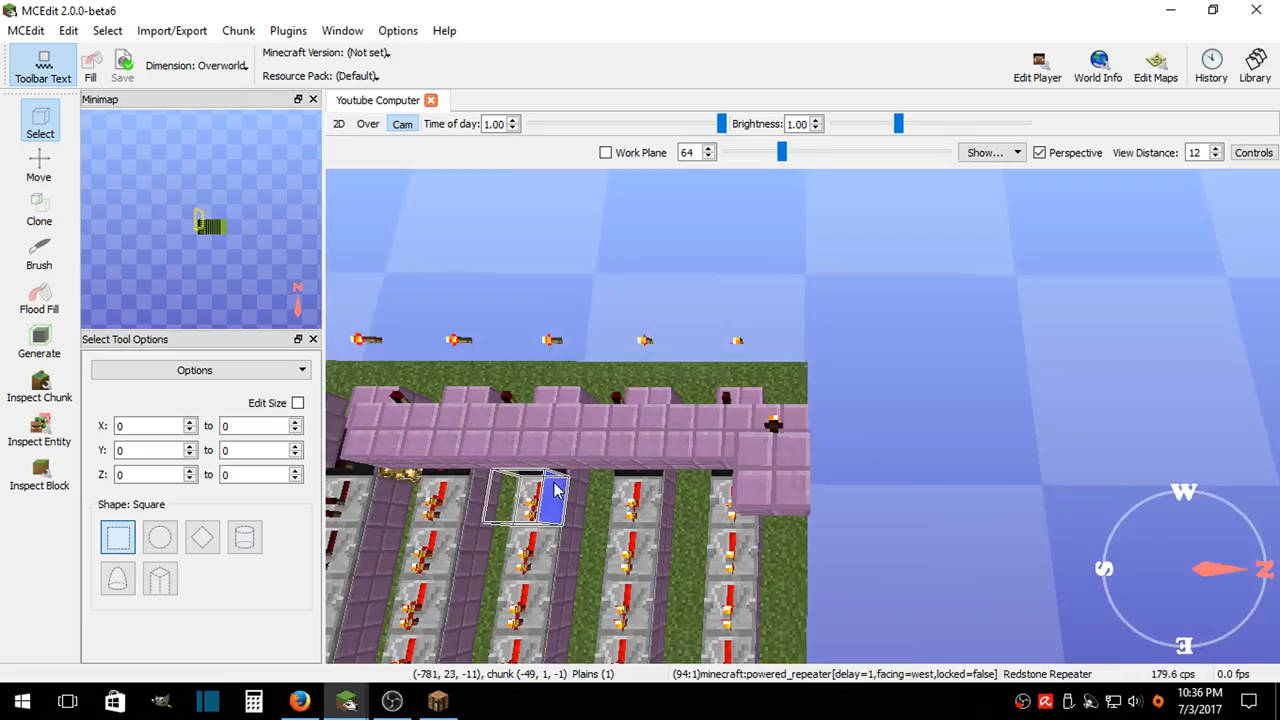 MCEdit 2.0.0-beta6
MCEdit Edit Select Import/Export Chunk Plugins Window Options Help
Toolbar Text
Fill
Save
Dimension: Overworld
Minecraft Version: (Not set)
Resource Pack: (Default)
Edit Player
World Info
Edit Maps
History
Library
Select
Move
Clone
Brush
Flood Fill
Generate
Inspect Chunk
Inspect Entity
Inspect Block
Minimap
N
Select Tool Options
Options
Edit Size
X: 0 to 0
Y: 0 to 0
Z: 0 to 0
Shape: Square
Youtube Computer
2D Over Cam Time of day: 1.00 Brightness: 1.00
Work Plane 64 Show... Perspective View Distance: 12 Controls
W
S
N
E
(-781, 23, -11), chunk (-49, 1, -1) Plains (1) (94:1)minecraft:powered_repeater[delay=1,facing=west,locked=false] Redstone Repeater 179.6 cps 0.0 fps
10:36 PM
7/3/2017